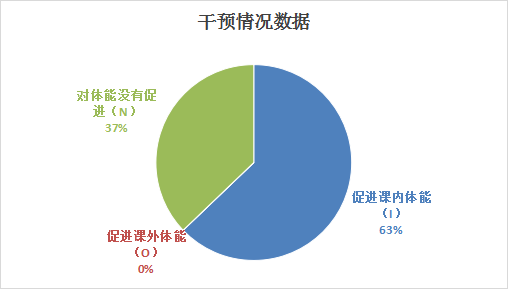 干预情况数据
对体能没有促
进（N）
37%
促进课内体能
（I）
63%
促进课外体能
（O）
0%